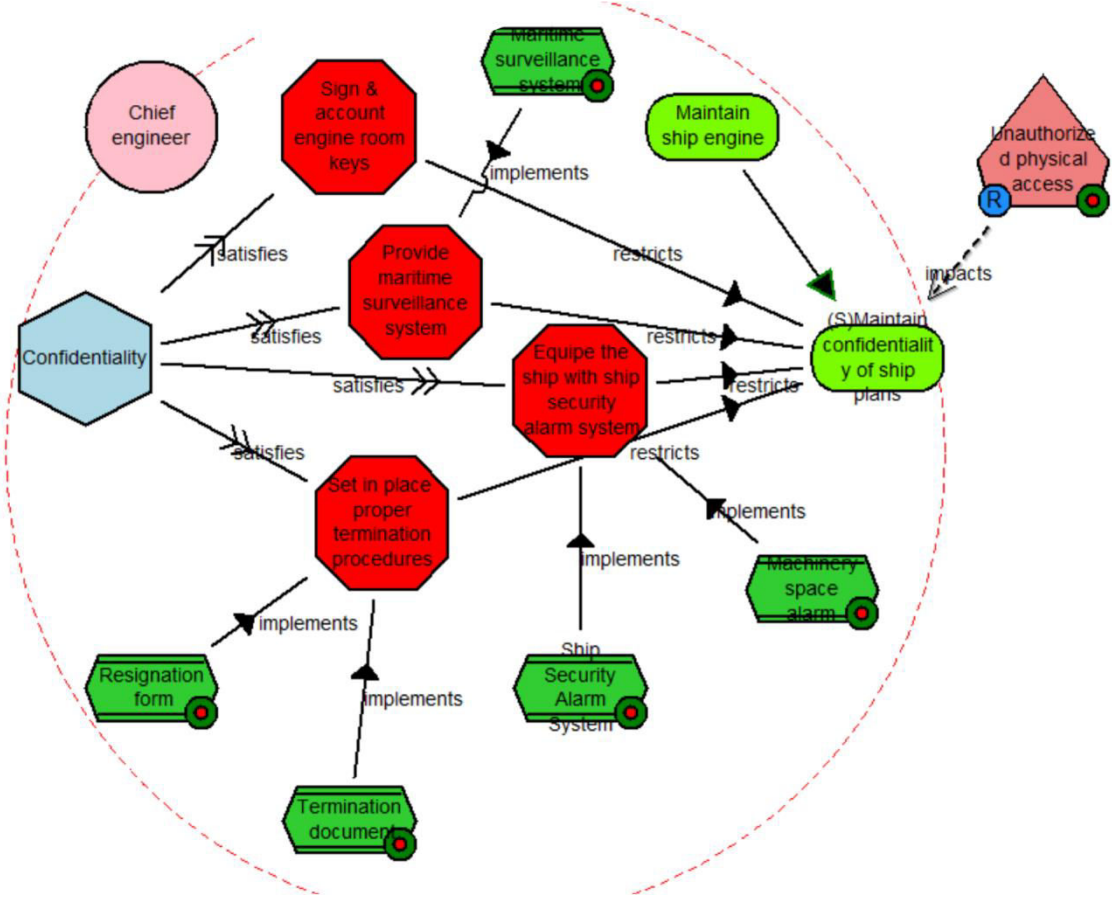 Maritime
surveillance
system
Chief
engineer
Sign &
account
engine room
keys
Maintain
ship engine
Unauthorize
d physical
access
R
implements
satisfies
restricts
impacts
Provide
maritime
surveillance
system
(S)Maintain
confidentialit
y of ship
plans
satisfies
restricts
Confidentiality
Equipe the
ship with ship
security
alarm system
satisfies
restricts
satisfies
restricts
Set in place
proper
termination
procedures
implements
implements
Machinery
space
alarm
implements
Resignation
form
Ship
Security
Alarm
System
implements
Termination
document